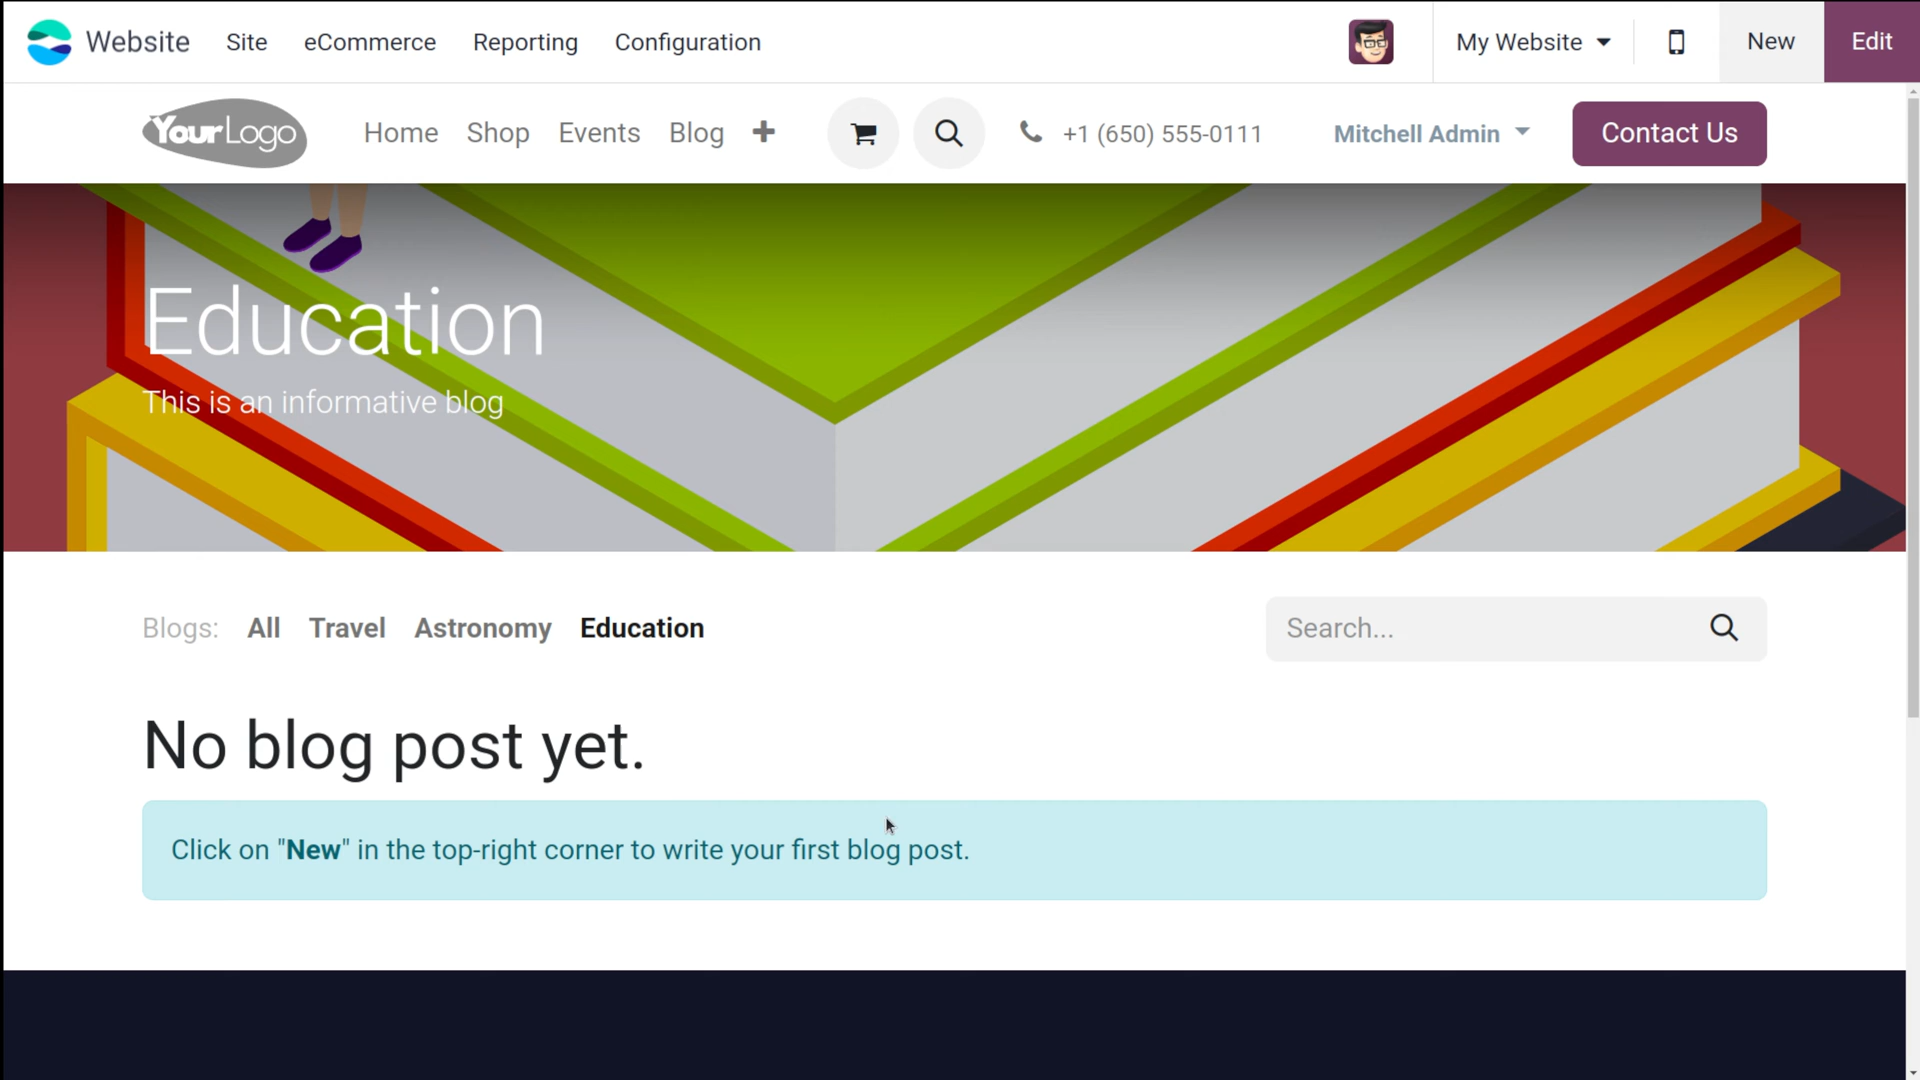 Website Site eCommerce Reporting Configuration My Website New Edit
YourLogo Home Shop Events Blog +1 (650) 555-0111 Mitchell Admin Contact Us
Education
This is an informative blog
Blogs: All Travel Astronomy Education Search...
No blog post yet.
Click on "New" in the top-right corner to write your first blog post.